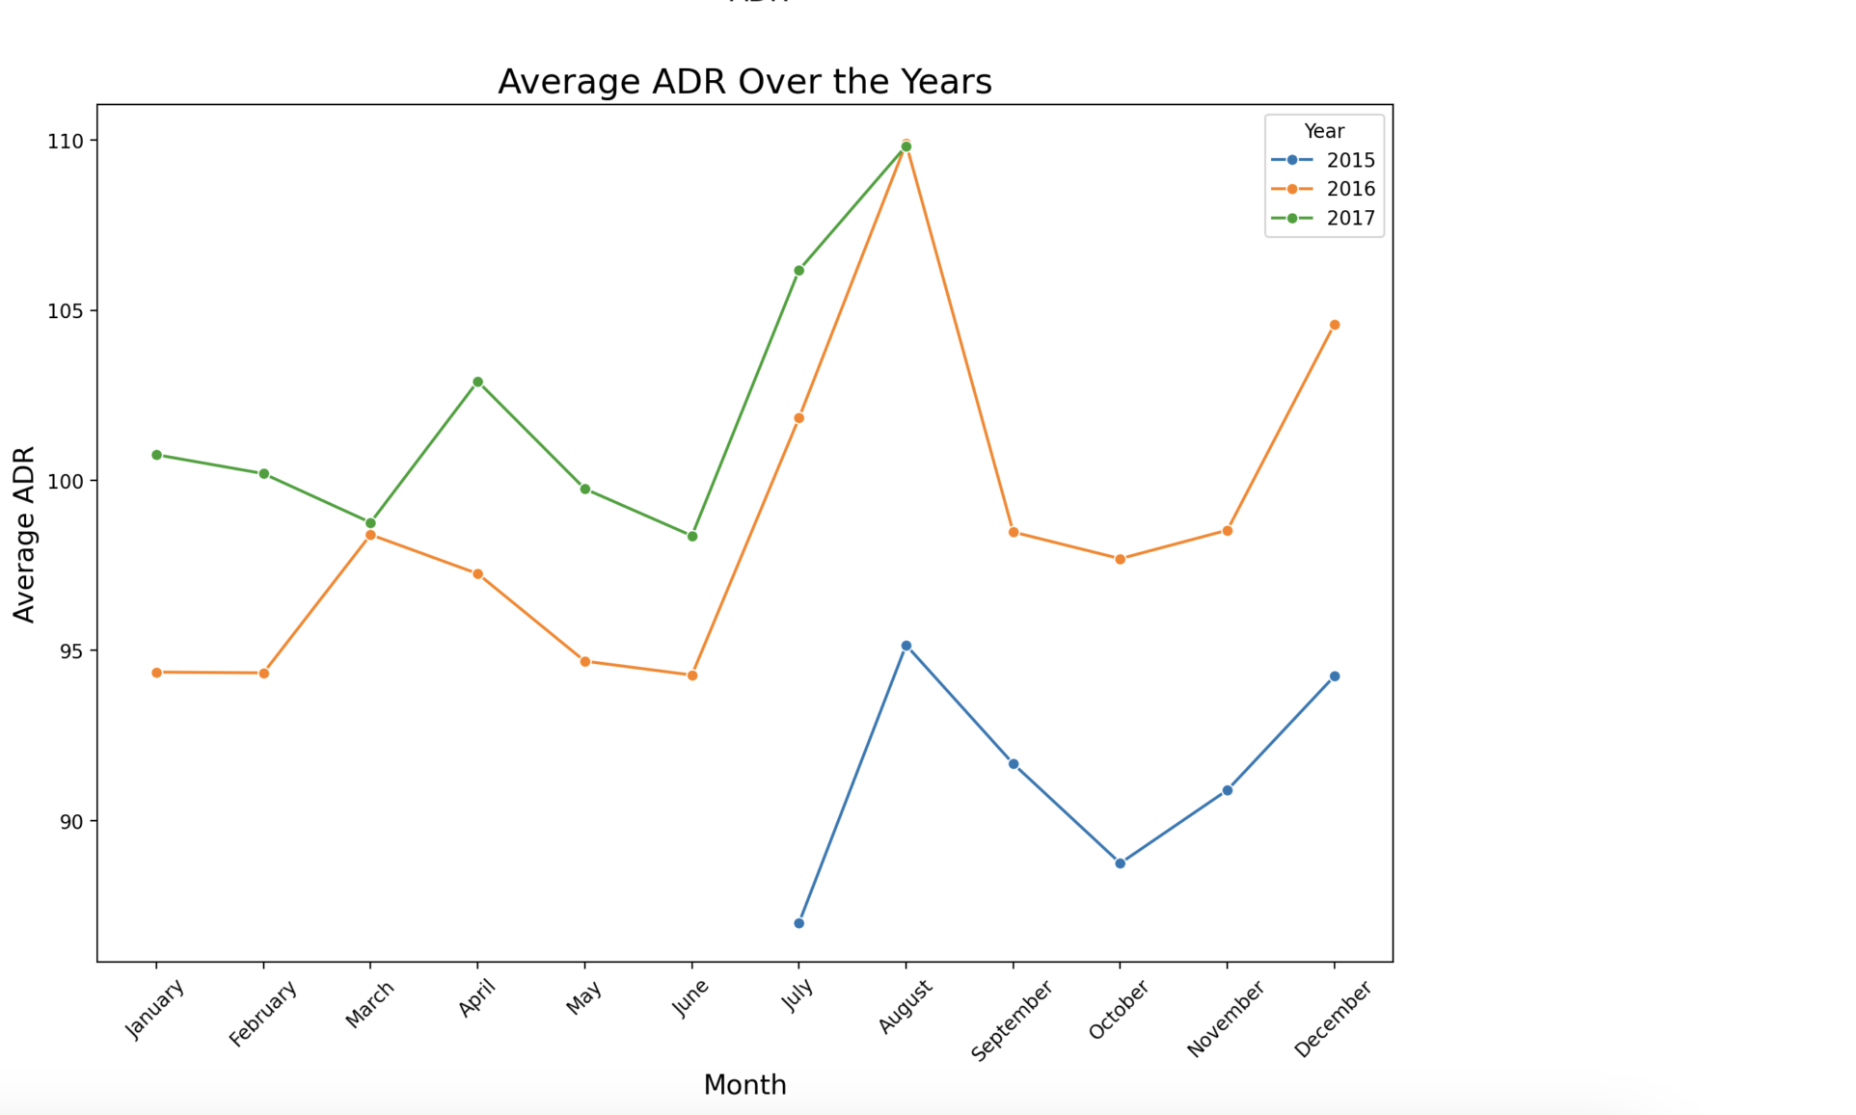 Average ADR Over the Years
Year
2015
2016
2017
110
105
100
95
90
Average ADR
January
February
March
April
May
June
July
August
September
October
November
December
Month